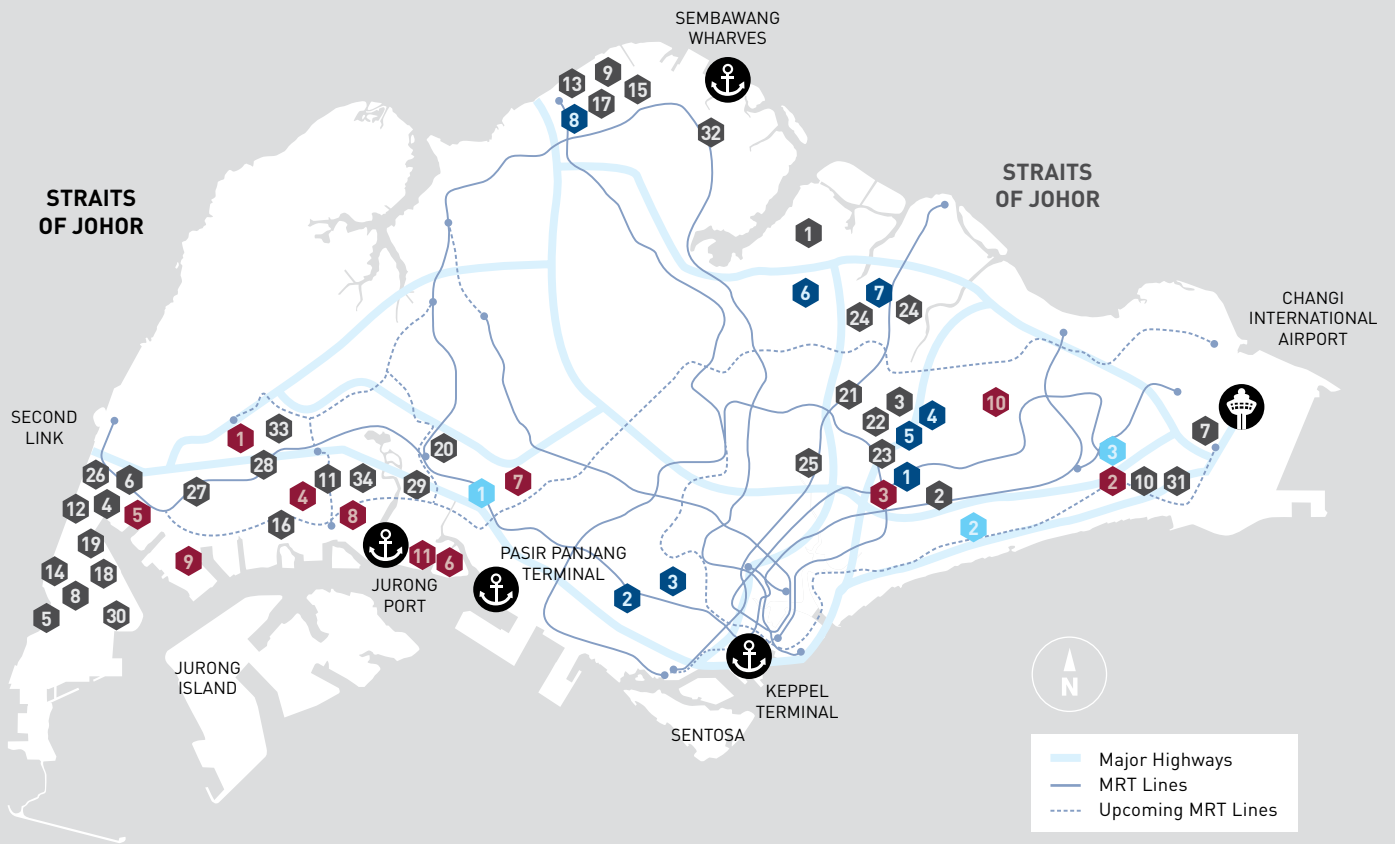 SEMBAWANG
WHARVES
13
9
15
17
8
32
STRAITS
OF JOHOR
STRAITS
OF JOHOR
1
6
7
24
24
CHANGI
INTERNATIONAL
AIRPORT
SECOND
LINK
21
3
10
4
22
5
7
1
33
20
23
3
28
25
26
6
11
34
29
1
7
1
2
10
31
27
4
3
2
12
4
5
16
8
2
19
9
11
6
PASIR PANJANG
TERMINAL
JURONG
PORT
14
18
8
3
2
5
30
JURONG
ISLAND
KEPPEL
TERMINAL
SENTOSA
N
Major Highways
MRT Lines
Upcoming MRT Lines